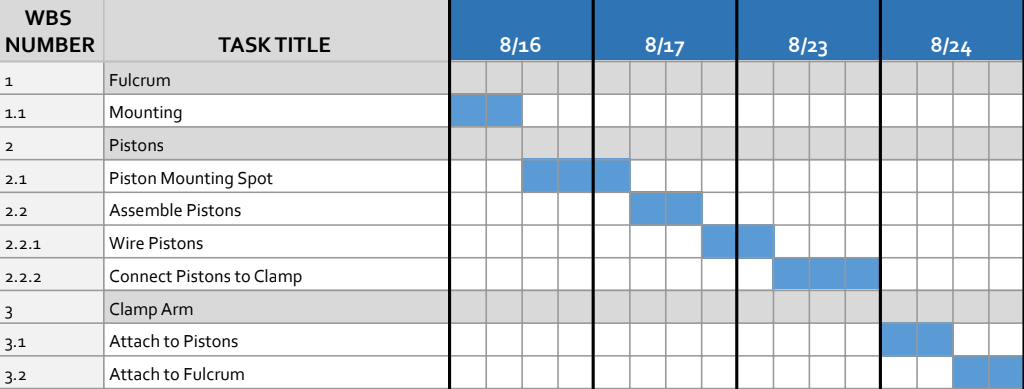 WBS
NUMBER TASK TITLE 8/16 8/17 8/23 8/24
1 Fulcrum
1.1 Mounting
2 Pistons
2.1 Piston Mounting Spot
2.2 Assemble Pistons
2.2.1 Wire Pistons
2.2.2 Connect Pistons to Clamp
3 Clamp Arm
3.1 Attach to Pistons
3.2 Attach to Fulcrum